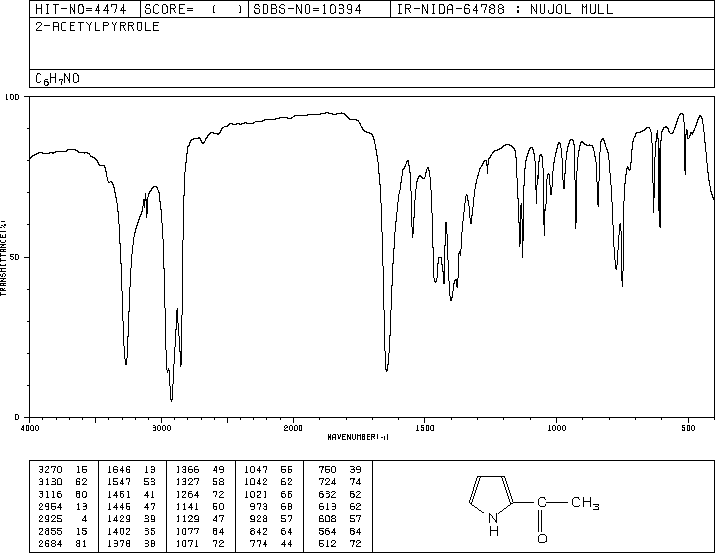 HIT-NO=4474 SCORE= ( ) SDBS-NO=10394 IR-NIDA-64788 : NUJOL MULL
2-ACETYLPYRROLE
C6H7NO
100
TRANSMITTANCE(%)
50
0
4000 3000 2000 1500 1000 500
WAVENUMBER(-1)
3270 16 1646 13 1366 49 1047 55 750 39
3130 62 1547 53 1327 58 1042 62 724 74
3116 60 1461 41 1264 72 1021 66 632 62
2954 13 1446 47 1141 50 973 68 613 62
2925 4 1429 39 1129 47 928 57 608 57
2855 15 1402 35 1077 64 842 64 564 84
2684 81 1378 38 1071 72 774 44 512 72
C CH3
N
H O